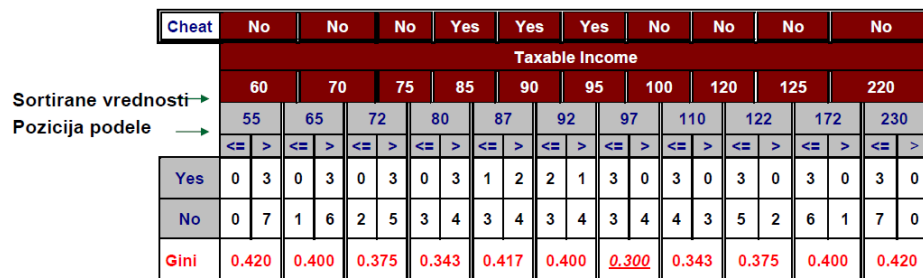 Cheat No No No Yes Yes Yes No No No No
Taxable Income
Sortirane vrednosti 60 70 75 85 90 95 100 120 125 220
Pozicija podele 55 65 72 80 87 92 97 110 122 172 230
<= > <= > <= > <= > <= > <= > <= > <= > <= > <= > <= >
Yes 0 3 0 3 0 3 0 3 1 2 2 1 3 0 3 0 3 0 3 0 3 0
No 0 7 1 6 2 5 3 4 3 4 3 4 3 4 4 3 5 2 6 1 7 0
Gini 0.420 0.400 0.375 0.343 0.417 0.400 0.300 0.343 0.375 0.400 0.420